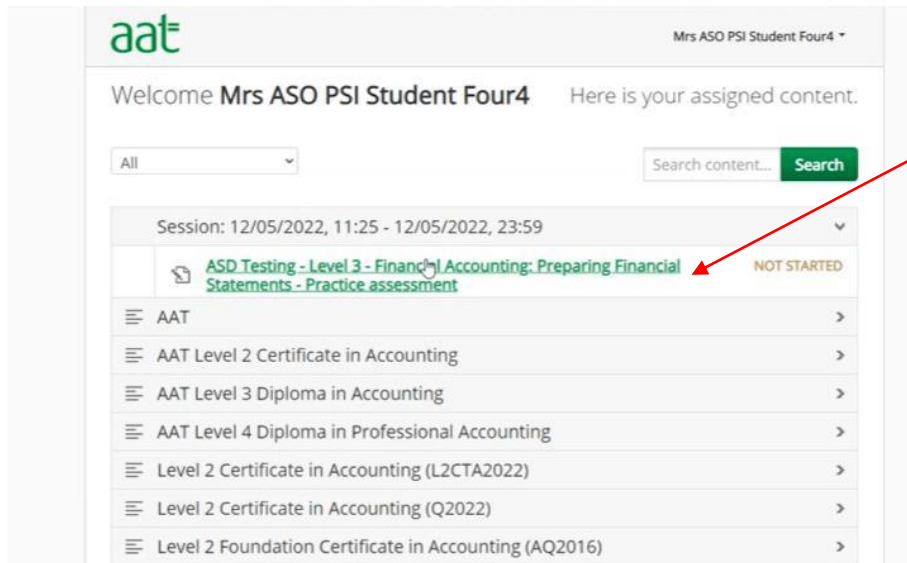 aat
Mrs ASO PSI Student Four4
Welcome Mrs ASO PSI Student Four4 Here is your assigned content.
All
Search content... Search
Session: 12/05/2022, 11:25 - 12/05/2022, 23:59
ASD Testing - Level 3 - Financial Accounting: Preparing Financial
Statements - Practice assessment
NOT STARTED
AAT
AAT Level 2 Certificate in Accounting
AAT Level 3 Diploma in Accounting
AAT Level 4 Diploma in Professional Accounting
Level 2 Certificate in Accounting (L2CTA2022)
Level 2 Certificate in Accounting (Q2022)
Level 2 Foundation Certificate in Accounting (AQ2016)